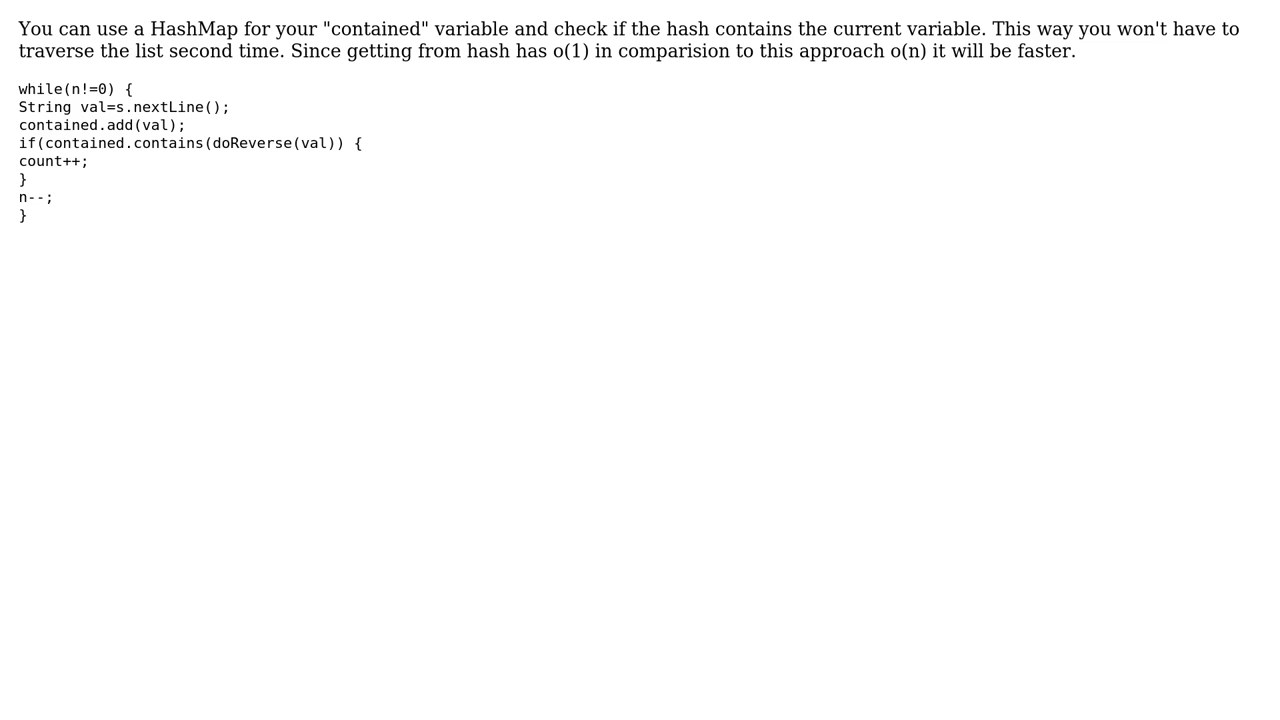 You can use a HashMap for your "contained" variable and check if the hash contains the current variable. This way you won't have to
traverse the list second time. Since getting from hash has o(1) in comparision to this approach o(n) it will be faster.
while(n!=0) {
String val=s.nextLine();
contained.add(val);
if(contained.contains(doReverse(val)) {
count++;
}
n--;
}